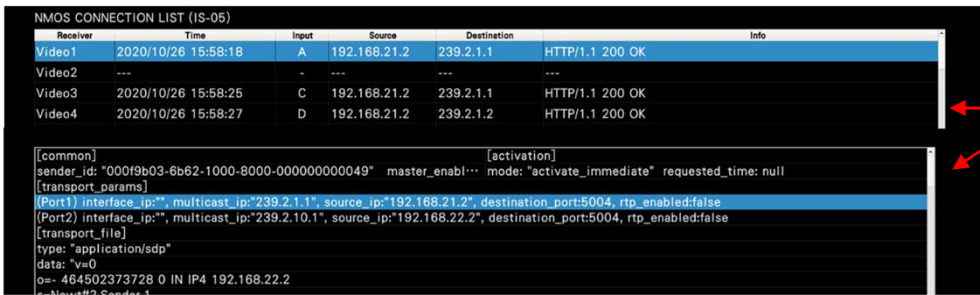 NMOS CONNECTION LIST (IS-05)
Receiver Time Input Source Destination Info
Video1 2020/10/26 15:58:18 A 192.168.21.2 239.2.1.1 HTTP/1.1 200 OK
Video2 --- - --- --- ---
Video3 2020/10/26 15:58:25 C 192.168.21.2 239.2.1.1 HTTP/1.1 200 OK
Video4 2020/10/26 15:58:27 D 192.168.21.2 239.2.1.2 HTTP/1.1 200 OK
[common] [activation]
sender_id: "000f9b03-6b62-1000-8000-000000000049" master_enabl··· mode: "activate_immediate" requested_time: null
[transport_params]
(Port1) interface_ip:"", multicast_ip:"239.2.1.1", source_ip:"192.168.21.2", destination_port:5004, rtp_enabled:false
(Port2) interface_ip:"", multicast_ip:"239.2.10.1", source_ip:"192.168.22.2", destination_port:5004, rtp_enabled:false
[transport_file]
type: "application/sdp"
data: "v=0
o=- 464502373728 0 IN IP4 192.168.22.2